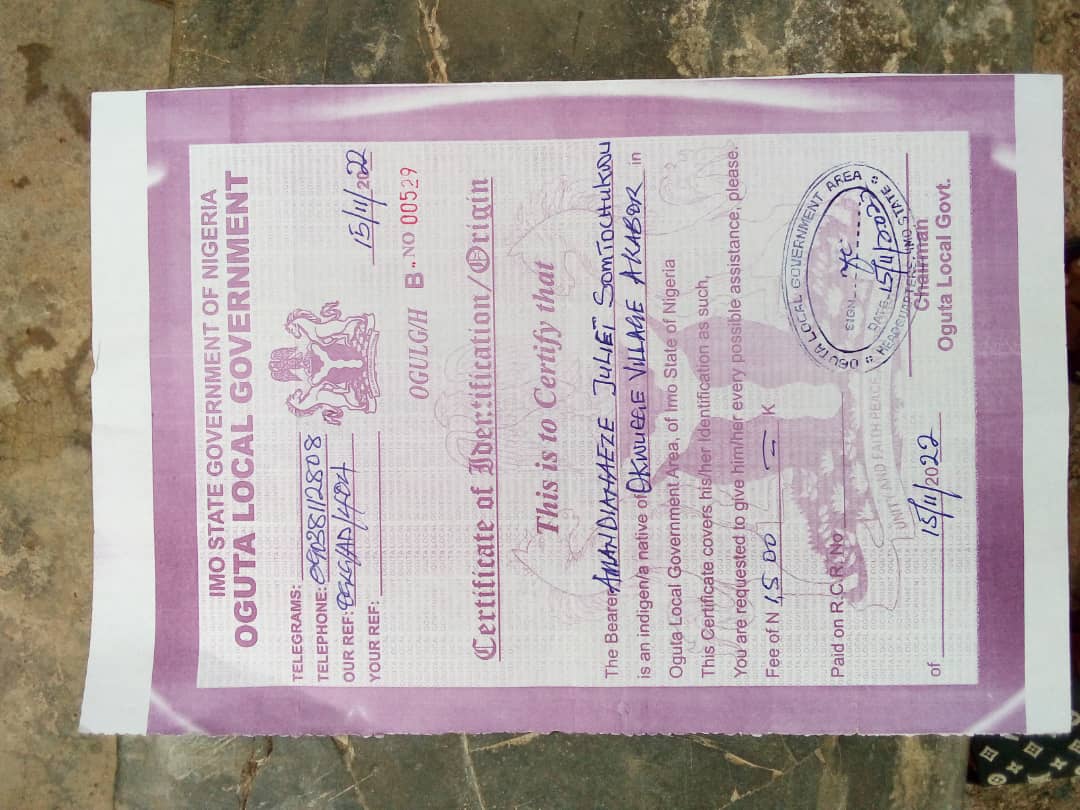 IMO STATE GOVERNMENT OF NIGERIA
OGUTA LOCAL GOVERNMENT
TELEGRAMS:
TELEPHONE: 09038112808
OUR REF: OGLGAD/404
YOUR REF:
15/11/2022
OGULG/H B. NO 00529
Certificate of Identification/Origin
This is to Certify that
The Bearer ANANDIAHAEZE JULIET SOMTOCHUKWU
is an indigen/a native of OKWUEGE VILLAGE AKABOR in
Oguta Local Government Area, of Imo State of Nigeria
This Certificate covers his/her Identification as such,
You are requested to give him/her every possible assistance, please.
Fee of N 1,500 = K
Paid on R.C.R.No
of 15/11/2022
UNITY AND FAITH PEACE
OGUTA LOCAL GOVERNMENT AREA
SIGN
DATE 15/11/2022
HEADQUARTERS, IMO STATE
Chairman
Oguta Local Govt.